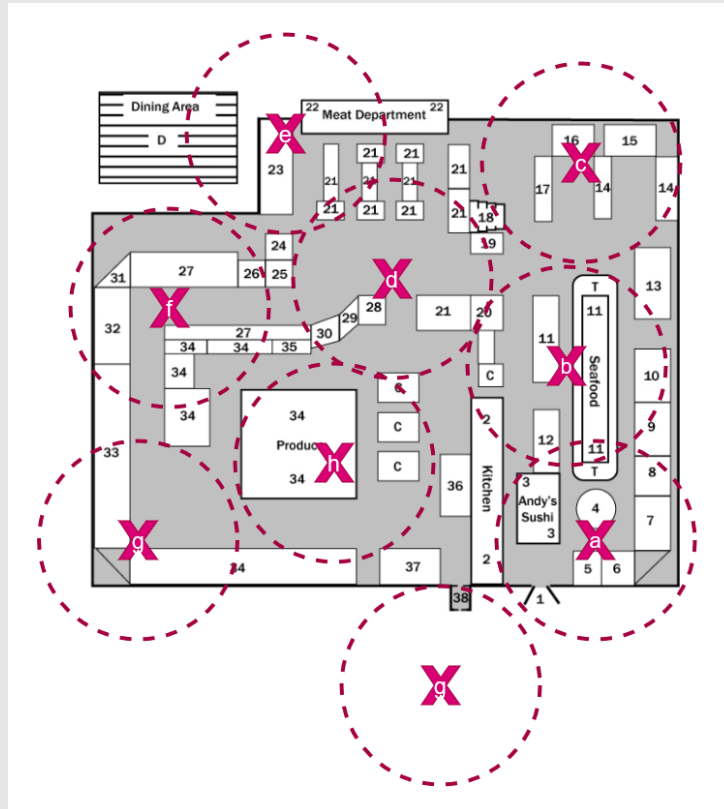 22 Meat Department 22
Dining Area
D
e
23
21 21
21 21 21
21 21 21 21
16 15
c
17 14 14
18
19
24
26 25
27
31
f
d
28
29
30
21 20
T
11
11
13
32
27
34 34 35
34
34
C
b
Seafood
10
9
8
7
34
Produc
34
h
C
C
C
2
Kitchen
2
12
11
T
33
36
3
Andy's
Sushi
3
4
a
5 6
g
34
37
38
1
g